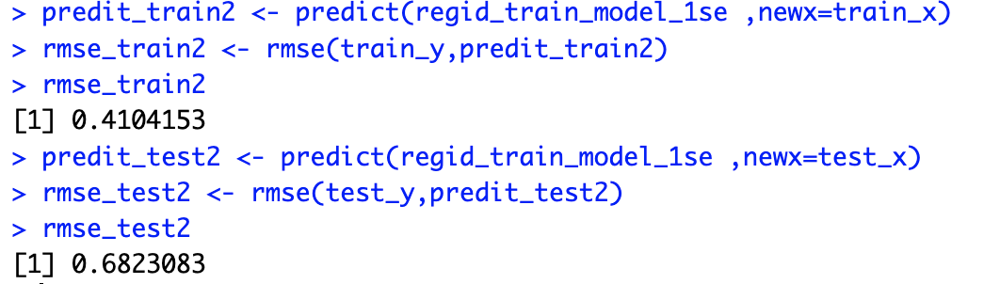 > predit_train2 <- predict(regid_train_model_1se ,newx=train_x)
> rmse_train2 <- rmse(train_y,predit_train2)
> rmse_train2
[1] 0.4104153
> predit_test2 <- predict(regid_train_model_1se ,newx=test_x)
> rmse_test2 <- rmse(test_y,predit_test2)
> rmse_test2
[1] 0.6823083